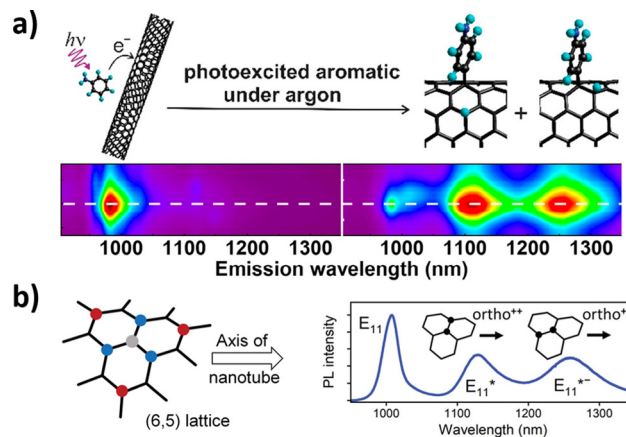 a)
hν
e⁻
photoexcited aromatic
under argon
+
1000 1100 1200 1300 1000 1100 1200 1300
Emission wavelength (nm)
b)
Axis of
nanotube
(6,5) lattice
PL intensity
E₁₁
ortho⁺⁺
ortho⁺
E₁₁*
E₁₁*⁻
1000 1100 1200 1300
Wavelength (nm)